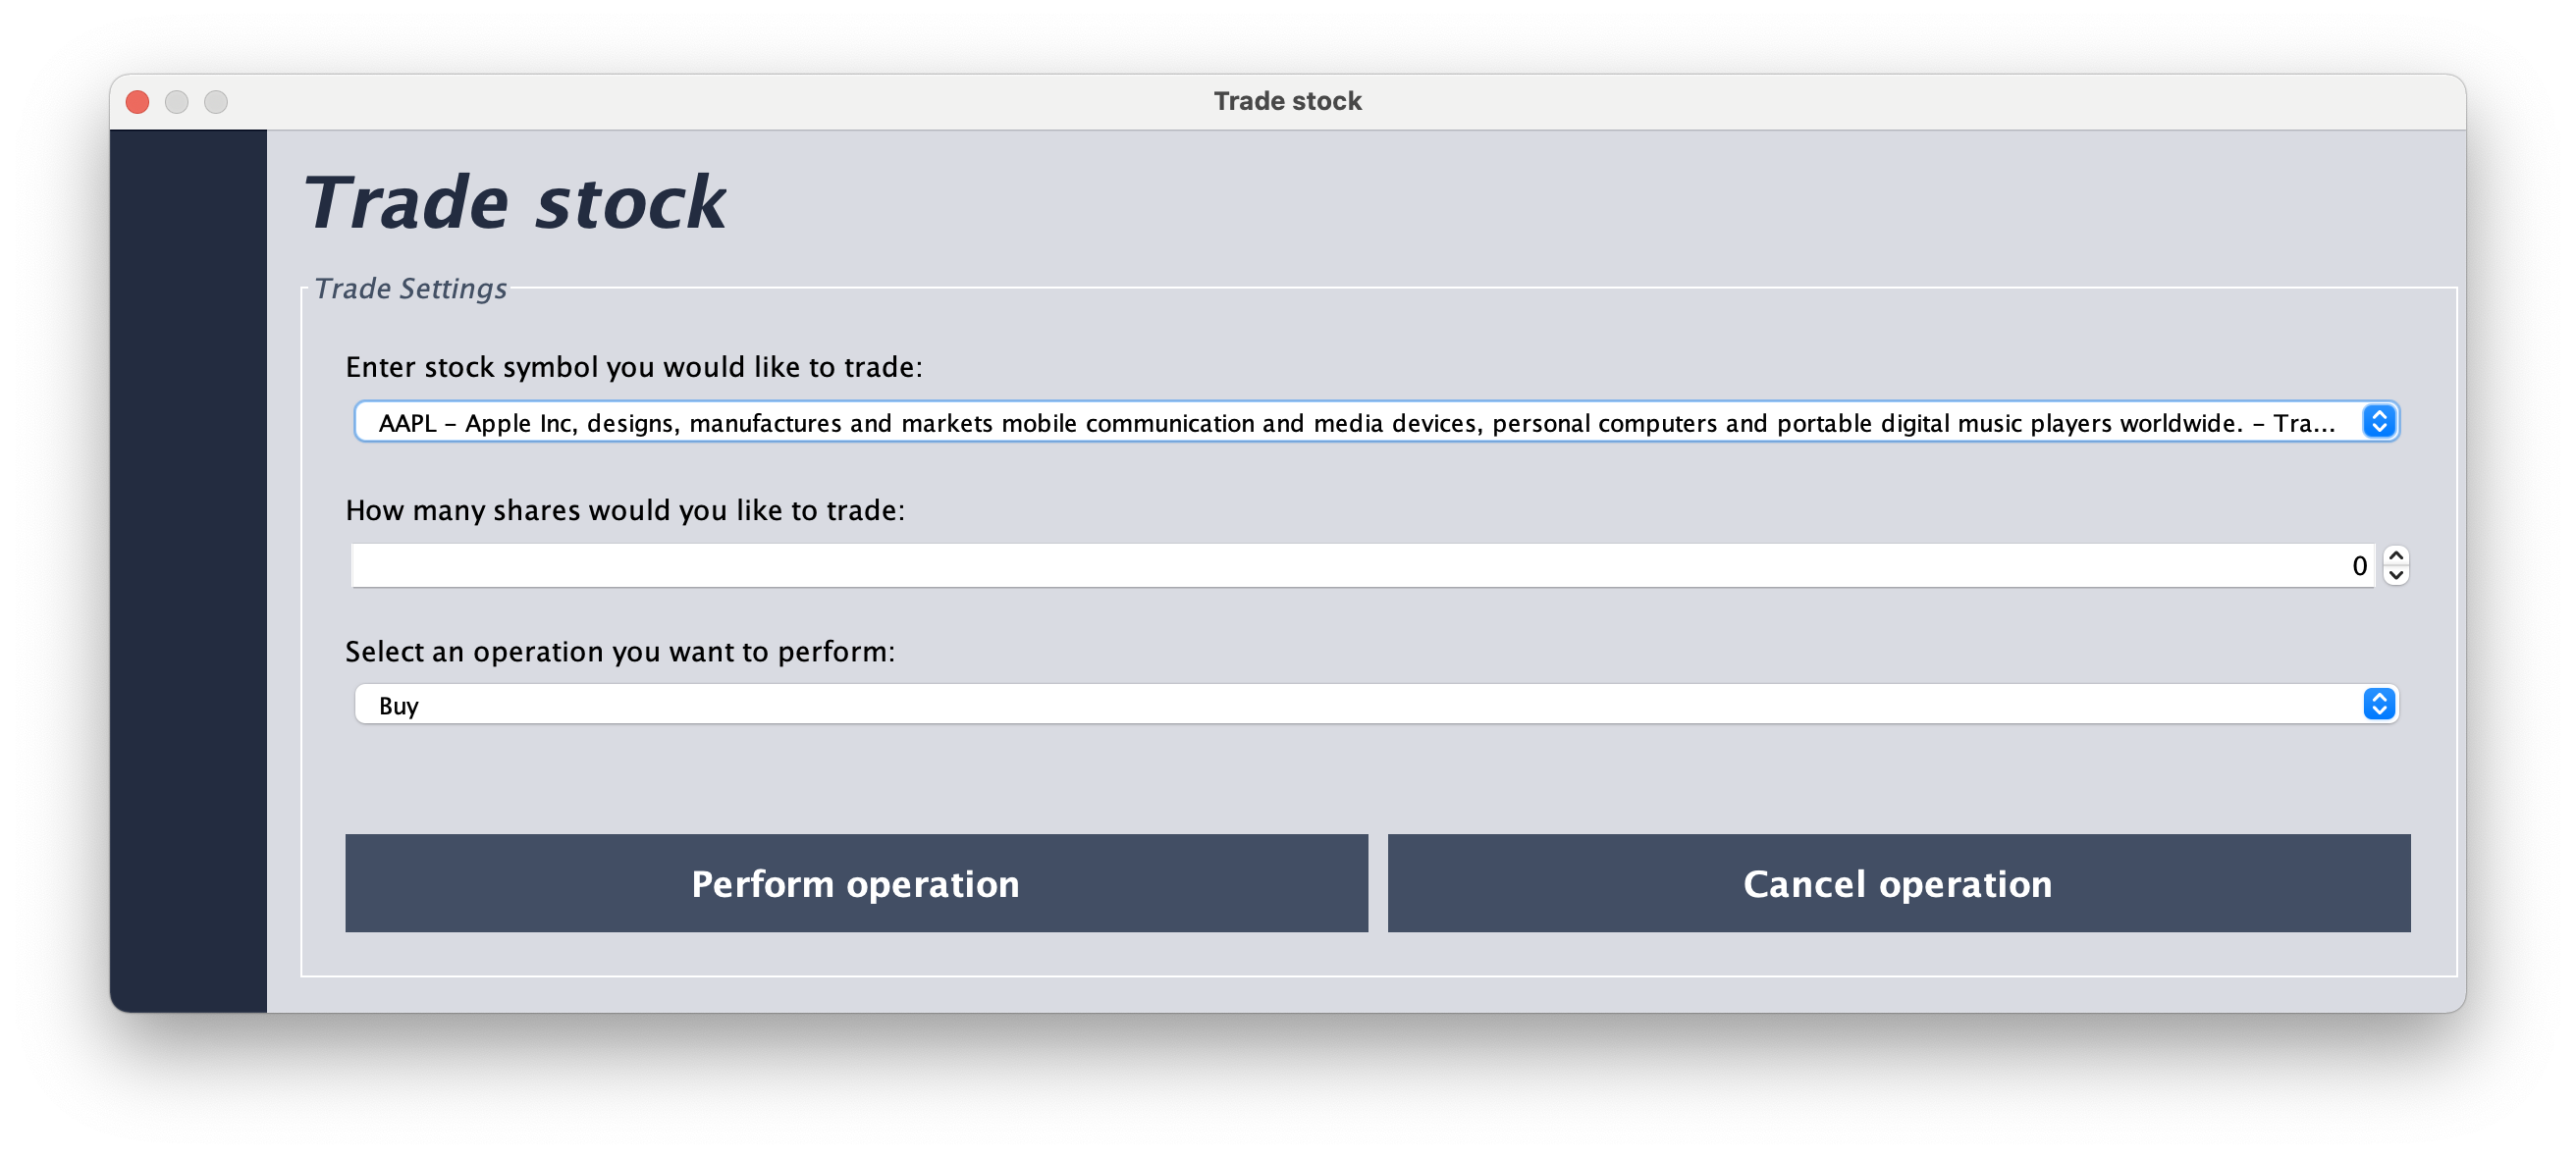 Trade stock
Trade stock
Trade Settings
Enter stock symbol you would like to trade:
AAPL - Apple Inc, designs, manufactures and markets mobile communication and media devices, personal computers and portable digital music players worldwide. - Tra...
How many shares would you like to trade:
0
Select an operation you want to perform:
Buy
Perform operation
Cancel operation